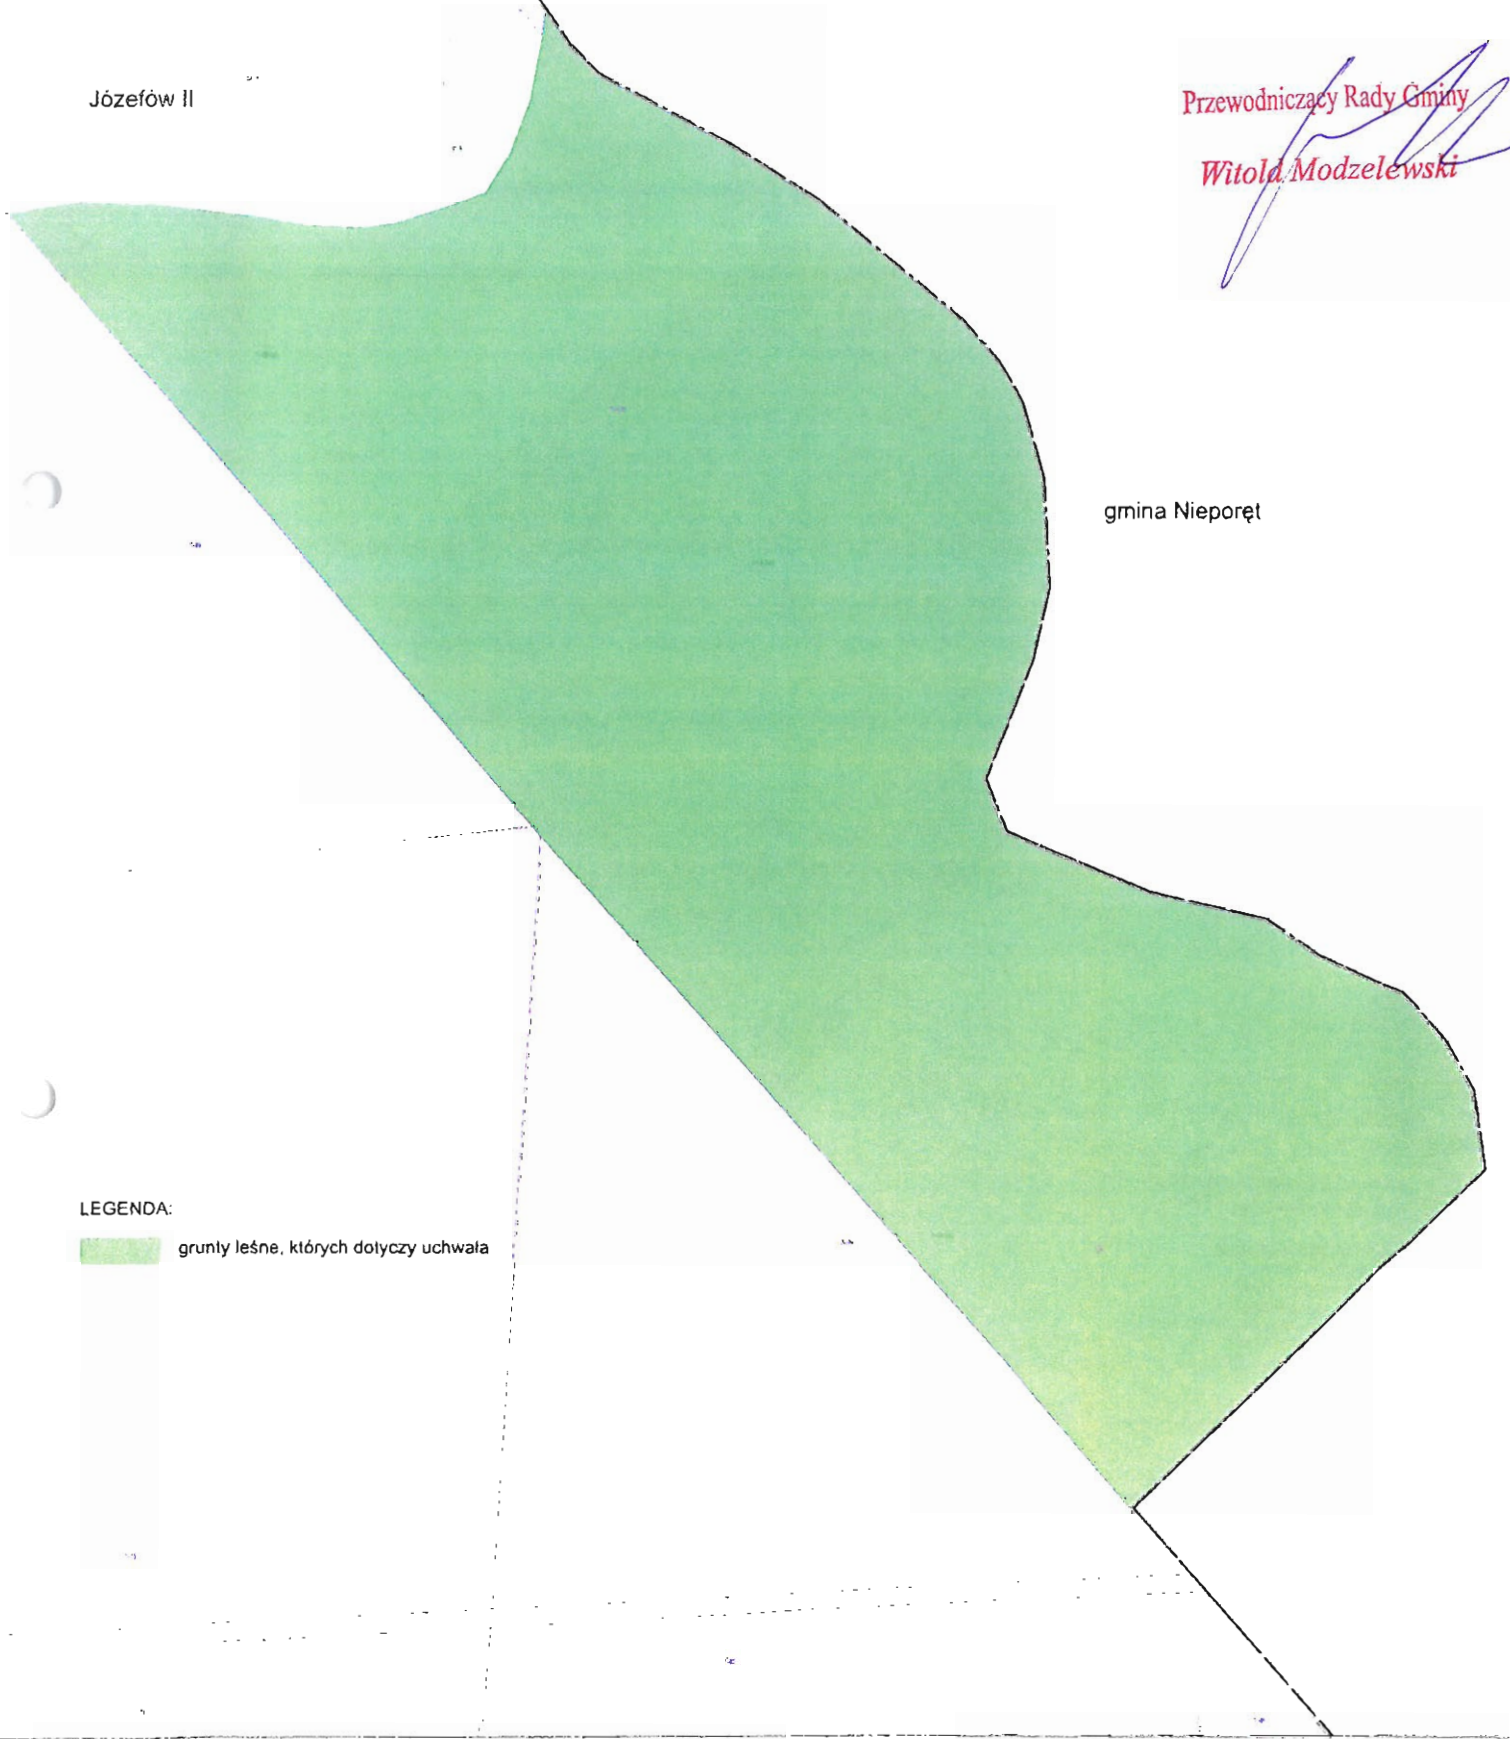 Józefów II
Przewodniczący Rady Gminy
Witold Modzelewski
gmina Nieporęt
LEGENDA:
grunty leśne, których dotyczy uchwała